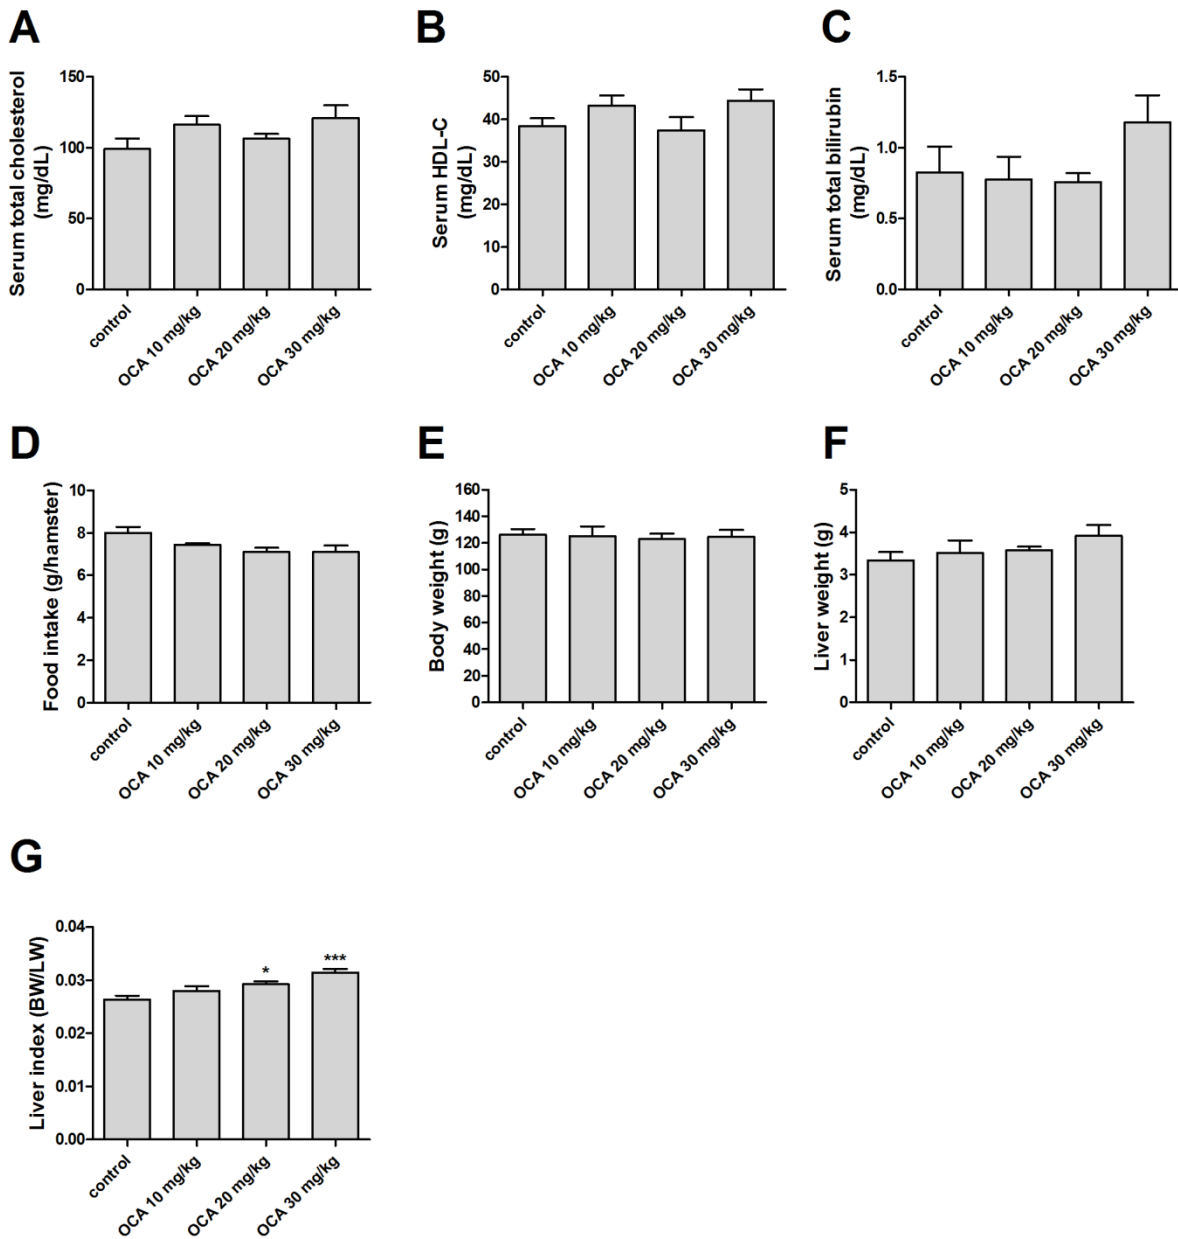 A
Serum total cholesterol
(mg/dL)
150
100
50
0
control
OCA 10 mg/kg
OCA 20 mg/kg
OCA 30 mg/kg
B
Serum HDL-C
(mg/dL)
50
40
30
20
10
0
control
OCA 10 mg/kg
OCA 20 mg/kg
OCA 30 mg/kg
C
Serum total bilirubin
(mg/dL)
1.5
1.0
0.5
0.0
control
OCA 10 mg/kg
OCA 20 mg/kg
OCA 30 mg/kg
D
Food intake (g/hamster)
10
8
6
4
2
0
control
OCA 10 mg/kg
OCA 20 mg/kg
OCA 30 mg/kg
E
Body weight (g)
160
140
120
100
80
60
40
20
0
control
OCA 10 mg/kg
OCA 20 mg/kg
OCA 30 mg/kg
F
Liver weight (g)
5
4
3
2
1
0
control
OCA 10 mg/kg
OCA 20 mg/kg
OCA 30 mg/kg
G
Liver index (BW/LW)
0.04
0.03
0.02
0.01
0.00
*
***
control
OCA 10 mg/kg
OCA 20 mg/kg
OCA 30 mg/kg